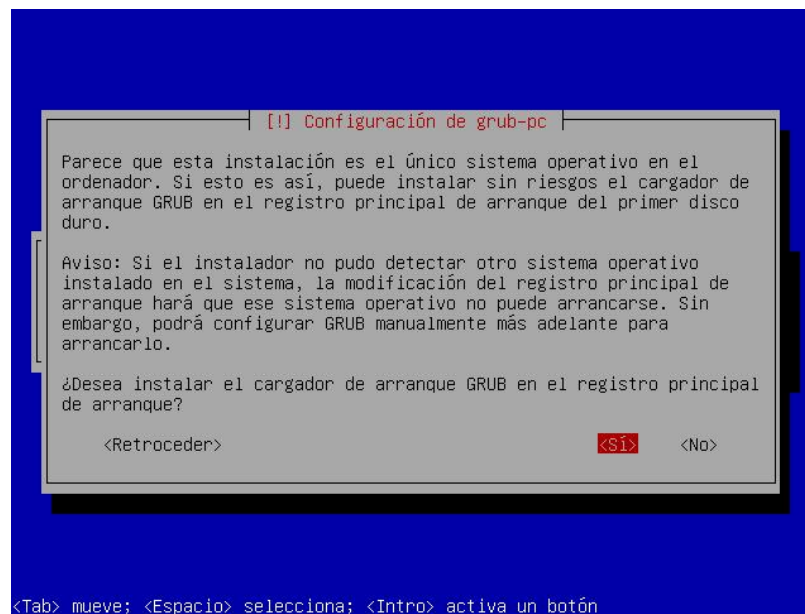 [!] Configuración de grub-pc
Parece que esta instalación es el único sistema operativo en el
ordenador. Si esto es así, puede instalar sin riesgos el cargador de
arranque GRUB en el registro principal de arranque del primer disco
duro.
Aviso: Si el instalador no pudo detectar otro sistema operativo
instalado en el sistema, la modificación del registro principal de
arranque hará que ese sistema operativo no puede arrancarse. Sin
embargo, podrá configurar GRUB manualmente más adelante para
arrancarlo.
¿Desea instalar el cargador de arranque GRUB en el registro principal
de arranque?
<Retroceder> <Sí> <No>
<Tab> mueve; <Espacio> selecciona; <Intro> activa un botón